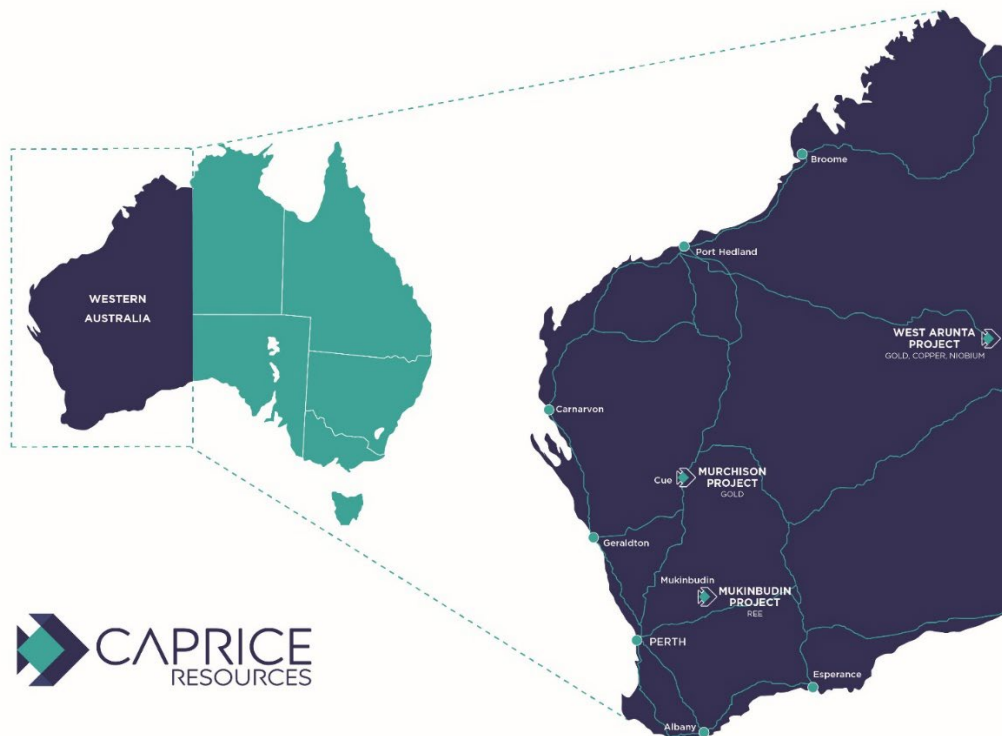 WESTERN
AUSTRALIA
Broome
Port Hedland
WEST ARUNTA
PROJECT
GOLD, COPPER, NIOBIUM
Carnarvon
Cue
MURCHISON
PROJECT
GOLD
Geraldton
Mukinbudin
MUKINBUDIN
PROJECT
REE
PERTH
Esperance
Albany
CAPRICE
RESOURCES